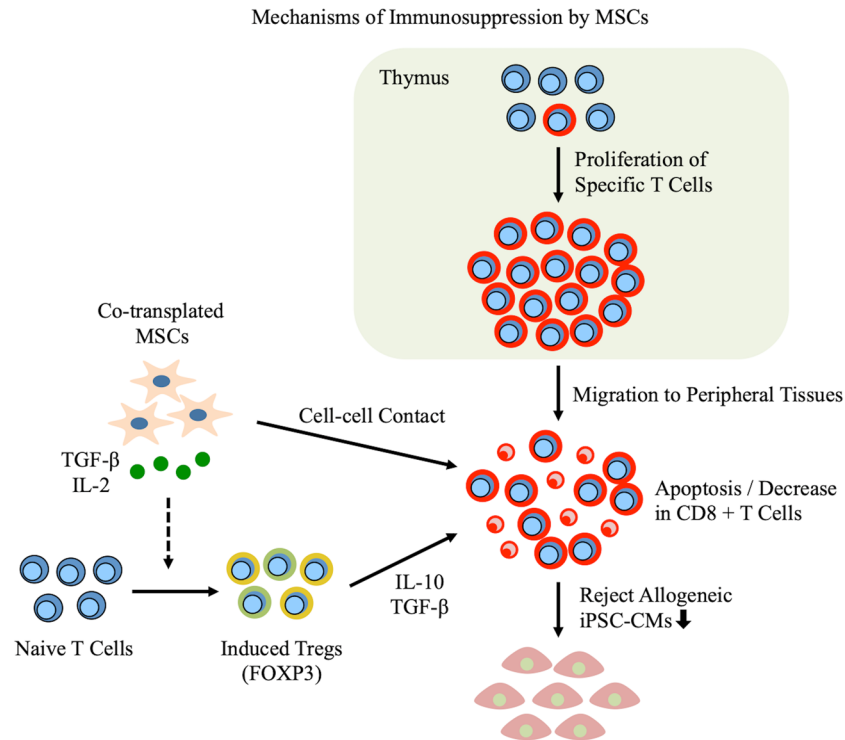 Mechanisms of Immunosuppression by MSCs
Thymus
Proliferation of
Specific T Cells
Co-transplated
MSCs
Migration to Peripheral Tissues
Cell-cell Contact
TGF-β
IL-2
Apoptosis / Decrease
in CD8 + T Cells
IL-10
TGF-β
Naive T Cells
Induced Tregs
(FOXP3)
Reject Allogeneic
iPSC-CMs